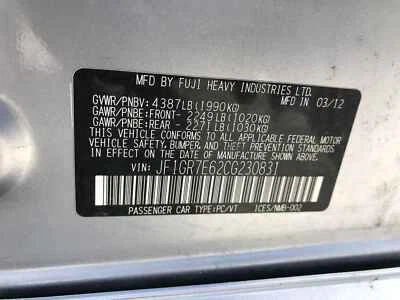 MFD BY FUJI HEAVY INDUSTRIES LTD. MFD IN 03/12
GVWR/PNBV: 4387LB(1990KG)
GAWR/PNBE:FRONT- 2249LB(1020KG)
GAWR/PNBE:REAR - 2271LB(1030KG)
THIS VEHICLE CONFORMS TO ALL APPLICABLE FEDERAL MOTOR
VEHICLE SAFETY, BUMPER AND THEFT PREVENTION STANDARDS
IN EFFECT ON THE DATE OF MANUFACTURE SHOWN ABOVE.
VIN: JF1GR7E62CG230831
PASSENGER CAR TYPE:PC/VT ICES/NMB-002